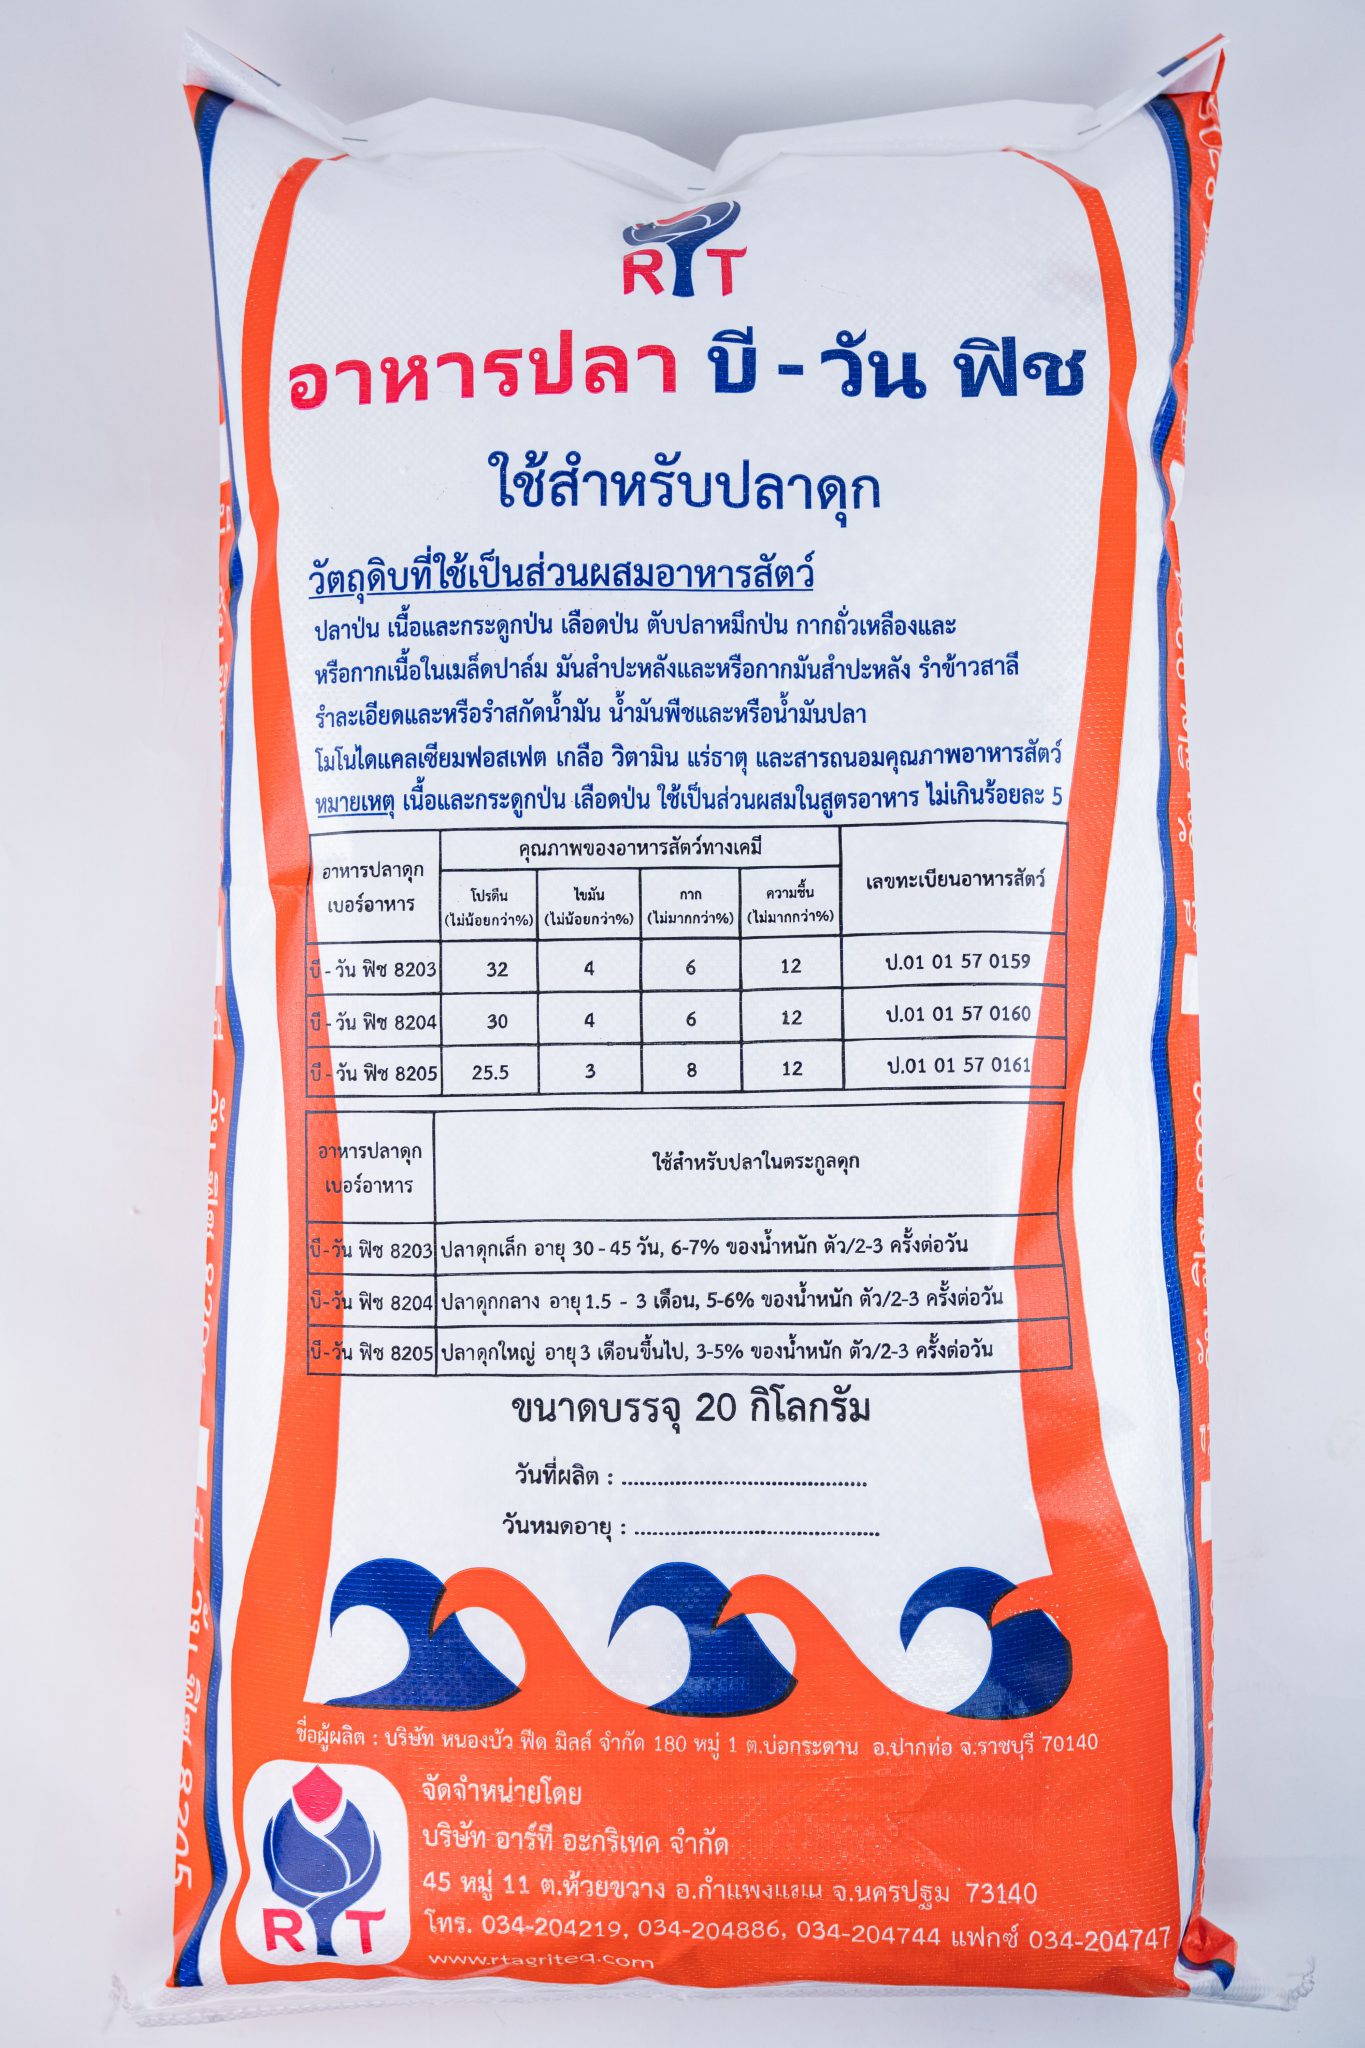 R T
อาหารปลา บี - วัน ฟิช
ใช้สำหรับปลาดุก
วัตถุดิบที่ใช้เป็นส่วนผสมอาหารสัตว์
ปลาป่น เนื้อและกระดูกป่น เลือดป่น ตับปลาหมึกป่น กากถั่วเหลืองและ
หรือกากเนื้อในเมล็ดปาล์ม มันสำปะหลังและหรือกากมันสำปะหลัง รำข้าวสาลี
รำละเอียดและหรือรำสกัดน้ำมัน น้ำมันพืชและหรือน้ำมันปลา
โมโนไดแคลเซียมฟอสเฟต เกลือ วิตามิน แร่ธาตุ และสารถนอมคุณภาพอาหารสัตว์
หมายเหตุ เนื้อและกระดูกป่น เลือดป่น ใช้เป็นส่วนผสมในสูตรอาหาร ไม่เกินร้อยละ 5
อาหารปลาดุก เบอร์อาหาร คุณภาพของอาหารสัตว์ทางเคมี เลขทะเบียนอาหารสัตว์
โปรตีน ไขมัน กาก ความชื้น
(ไม่น้อยกว่า%) (ไม่น้อยกว่า%) (ไม่มากกว่า%) (ไม่มากกว่า%)
บี - วัน ฟิช 8203 32 4 6 12 ป.01 01 57 0159
บี - วัน ฟิช 8204 30 4 6 12 ป.01 01 57 0160
บี - วัน ฟิช 8205 25.5 3 8 12 ป.01 01 57 0161
อาหารปลาดุก เบอร์อาหาร ใช้สำหรับปลาในตระกูลดุก
บี-วัน ฟิช 8203 ปลาดุกเล็ก อายุ 30 - 45 วัน, 6-7% ของน้ำหนัก ตัว/2-3 ครั้งต่อวัน
บี-วัน ฟิช 8204 ปลาดุกกลาง อายุ 1.5 - 3 เดือน, 5-6% ของน้ำหนัก ตัว/2-3 ครั้งต่อวัน
บี-วัน ฟิช 8205 ปลาดุกใหญ่ อายุ 3 เดือนขึ้นไป, 3-5% ของน้ำหนัก ตัว/2-3 ครั้งต่อวัน
ขนาดบรรจุ 20 กิโลกรัม
วันที่ผลิต : ........................................
วันหมดอายุ : ........................................
ชื่อผู้ผลิต : บริษัท หนองบัว ฟีด มิลล์ จำกัด 180 หมู่ 1 ต.บ่อกระดาน อ.ปากท่อ จ.ราชบุรี 70140
จัดจำหน่ายโดย
บริษัท อาร์ที อะกริเทค จำกัด
45 หมู่ 11 ต.ห้วยขวาง อ.กำแพงแสน จ.นครปฐม 73140
โทร. 034-204219, 034-204886, 034-204744 แฟกซ์ 034-204747
www.rtagriteq.com
R T